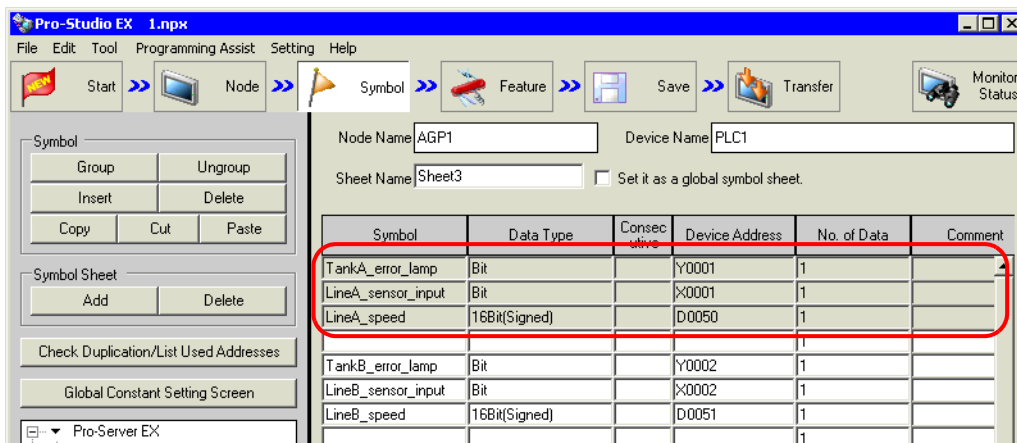 Pro-Studio EX 1.npx
File Edit Tool Programming Assist Setting Help
NEW Start Node Symbol Feature Save Transfer Monitor Status
Symbol
Group Ungroup
Insert Delete
Copy Cut Paste
Symbol Sheet
Add Delete
Check Duplication/List Used Addresses
Global Constant Setting Screen
Pro-Server EX
Node Name AGP1 Device Name PLC1
Sheet Name Sheet3 Set it as a global symbol sheet.
Symbol Data Type Consecutive Device Address No. of Data Comment
TankA_error_lamp Bit Y0001 1
LineA_sensor_input Bit X0001 1
LineA_speed 16Bit(Signed) D0050 1
1
TankB_error_lamp Bit Y0002 1
LineB_sensor_input Bit X0002 1
LineB_speed 16Bit(Signed) D0051 1
1